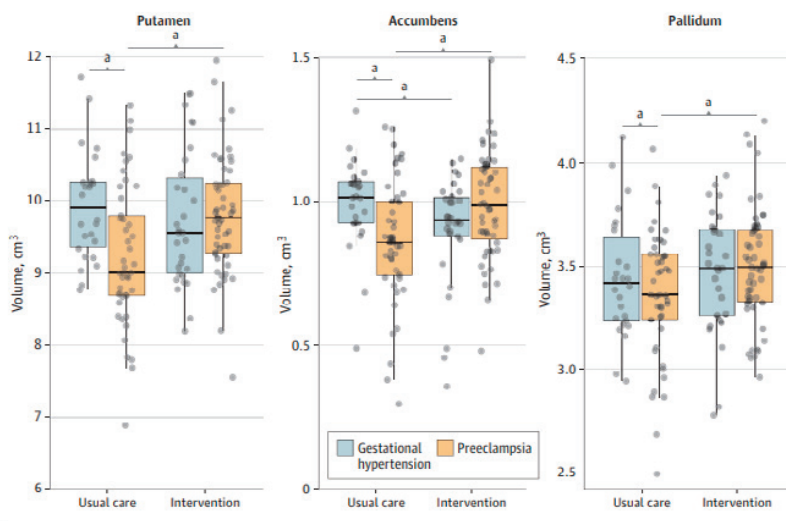 Putamen
12
11
10
9
8
7
6
Volume, cm3
a
a
Usual care
Intervention
Accumbens
1.5
1.0
0.5
0
Volume, cm3
a
a
a
Gestational
hypertension
Preeclampsia
Usual care
Intervention
Pallidum
4.5
4.0
3.5
3.0
2.5
Volume, cm3
a
a
Usual care
Intervention